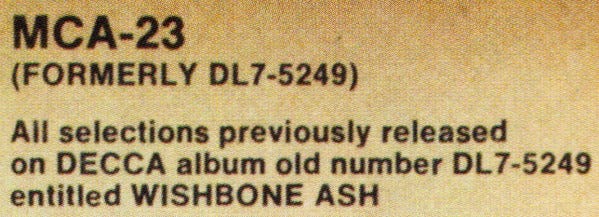 MCA-23
(FORMERLY DL7-5249)
All selections previously released
on DECCA album old number DL7-5249
entitled WISHBONE ASH